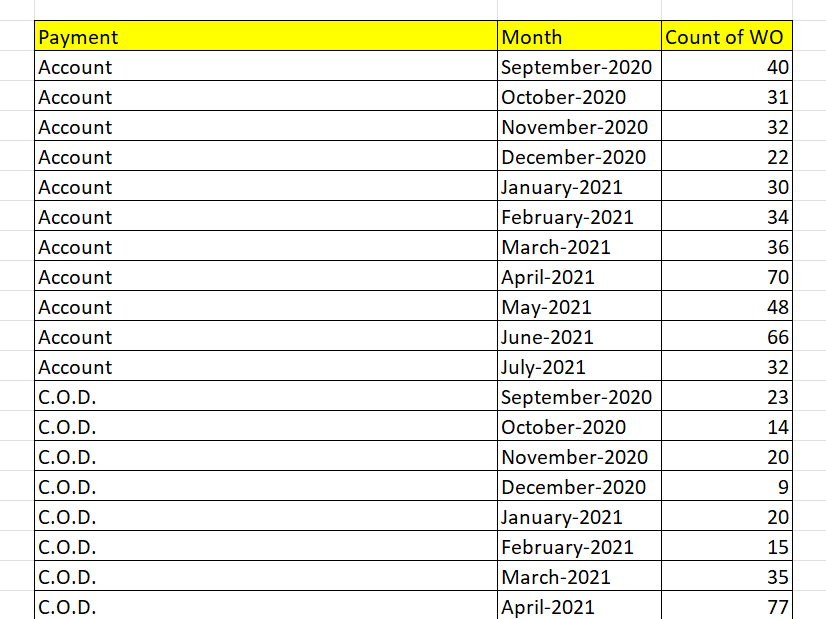 Payment Month Count of WO
Account September-2020 40
Account October-2020 31
Account November-2020 32
Account December-2020 22
Account January-2021 30
Account February-2021 34
Account March-2021 36
Account April-2021 70
Account May-2021 48
Account June-2021 66
Account July-2021 32
C.O.D. September-2020 23
C.O.D. October-2020 14
C.O.D. November-2020 20
C.O.D. December-2020 9
C.O.D. January-2021 20
C.O.D. February-2021 15
C.O.D. March-2021 35
C.O.D. April-2021 77